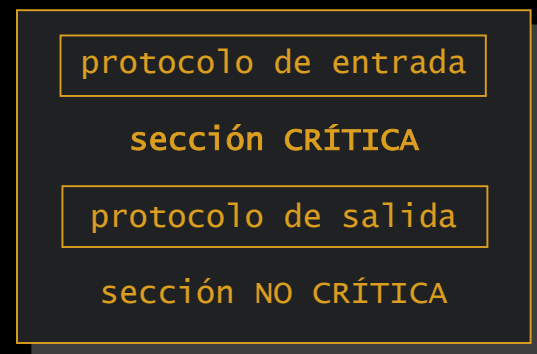 protocolo de entrada
sección CRÍTICA
protocolo de salida
sección NO CRÍTICA